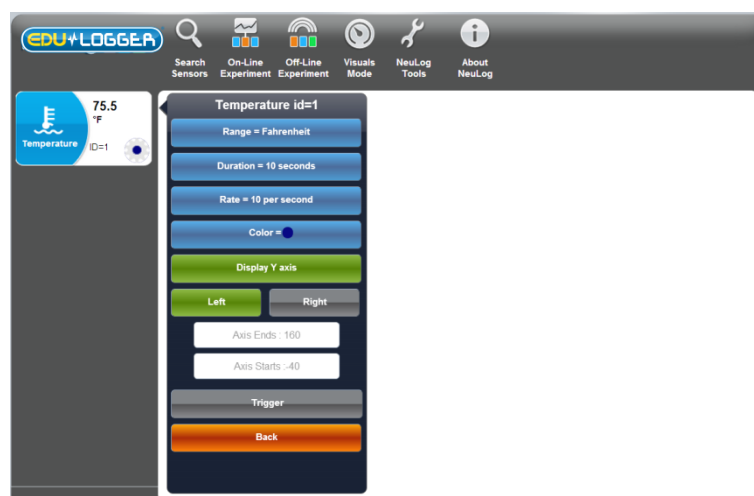 EDU LOGGER
Search Sensors
On-Line Experiment
Off-Line Experiment
Visuals Mode
NeuLog Tools
About NeuLog
75.5
°F
Temperature
ID=1
Temperature id=1
Range = Fahrenheit
Duration = 10 seconds
Rate = 10 per second
Color =
Display Y axis
Left
Right
Axis Ends : 160
Axis Starts :-40
Trigger
Back